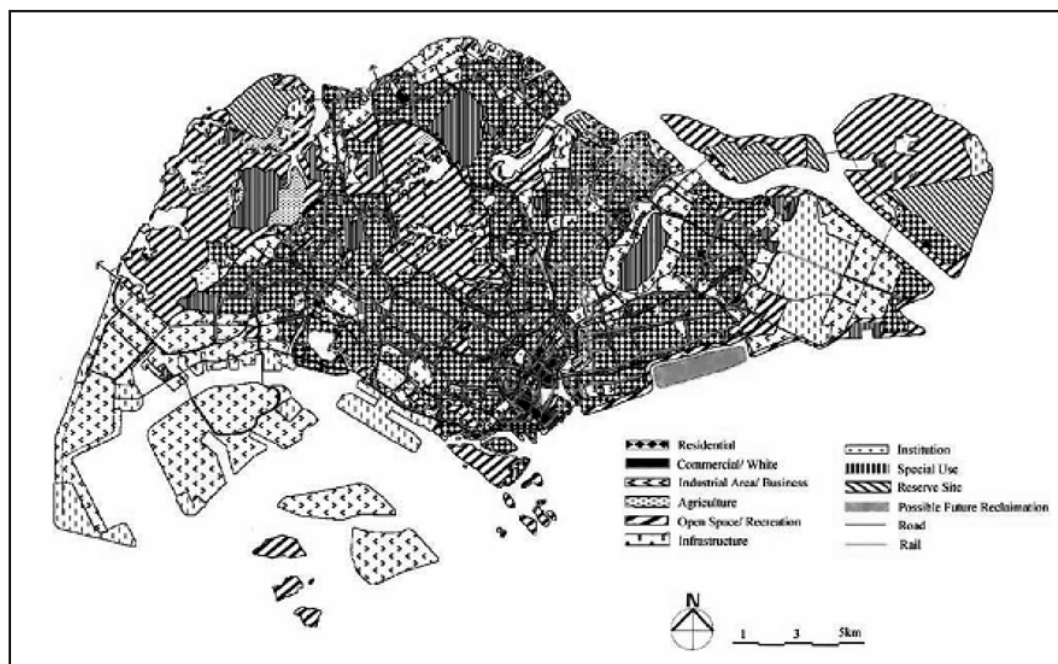 Residential
Commercial/ White
Industrial Area/ Business
Agriculture
Open Space/ Recreation
Infrastructure
Institution
Special Use
Reserve Site
Possible Future Reclamation
Road
Rail
N
1 3 5km